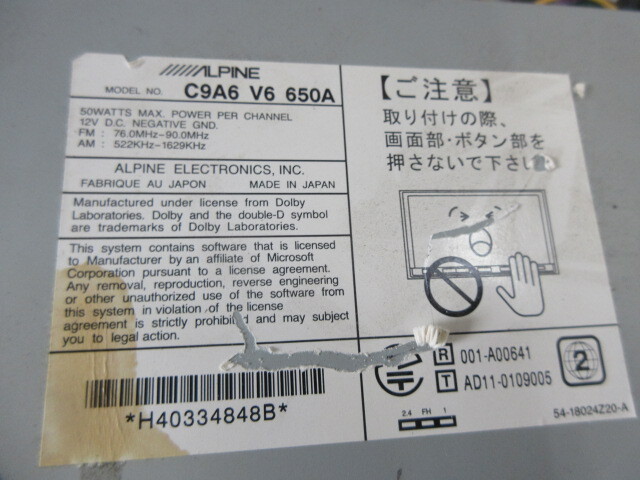 ALPINE
MODEL NO. C9A6 V6 650A
50WATTS MAX. POWER PER CHANNEL
12V D.C. NEGATIVE GND.
FM : 76.0MHz-90.0MHz
AM : 522KHz-1629KHz
ALPINE ELECTRONICS, INC.
FABRIQUE AU JAPON MADE IN JAPAN
Manufactured under license from Dolby
Laboratories. Dolby and the double-D symbol
are trademarks of Dolby Laboratories.
This system contains software that is licensed
to Manufacturer by an affiliate of Microsoft
Corporation pursuant to a license agreement.
Any removal, reproduction, reverse engineering
or other unauthorized use of the software from
this system in violation of the license
agreement is strictly prohibited and may subject
you to legal action.
*H40334848B*
【ご注意】
取り付けの際、
画面部・ボタン部を
押さないで下さい。
R 001-A00641
T AD11-0109005
2
2.4 FH 1
54-18024Z20-A